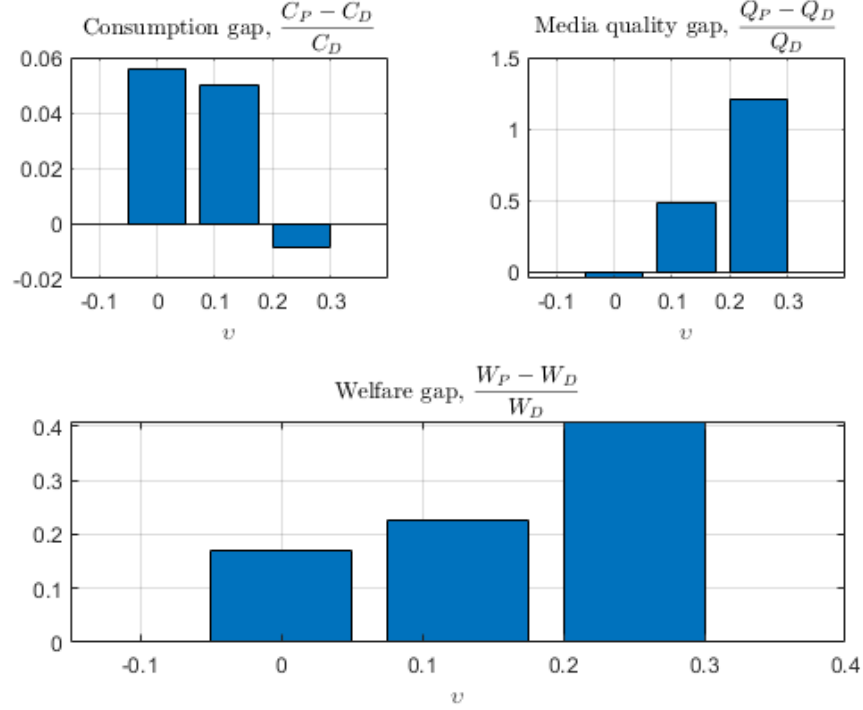 Consumption gap, \frac{C_P - C_D}{C_D}
0.06
0.04
0.02
0
-0.02
-0.1 0 0.1 0.2 0.3
υ
Media quality gap, \frac{Q_P - Q_D}{Q_D}
1.5
1
0.5
0
-0.1 0 0.1 0.2 0.3
υ
Welfare gap, \frac{W_P - W_D}{W_D}
0.4
0.3
0.2
0.1
0
-0.1 0 0.1 0.2 0.3 0.4
υ